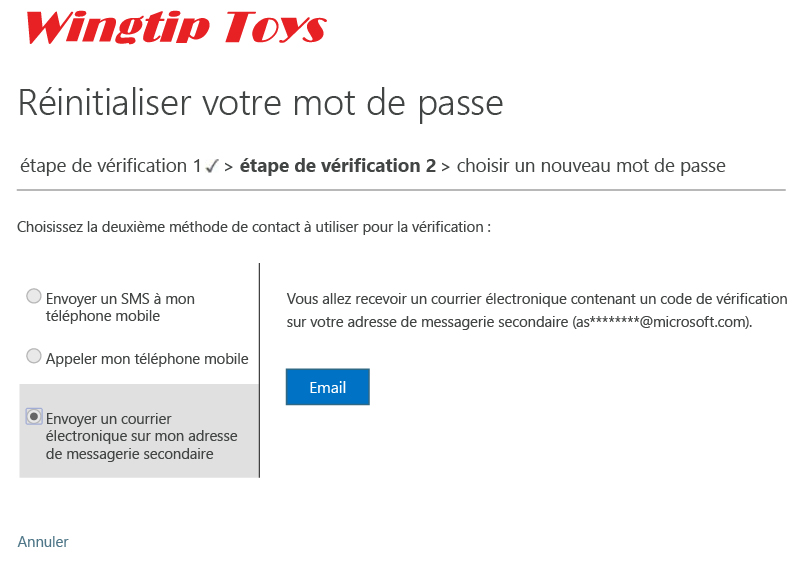 Wingtip Toys
Réinitialiser votre mot de passe
étape de vérification 1✓ > étape de vérification 2 > choisir un nouveau mot de passe
Choisissez la deuxième méthode de contact à utiliser pour la vérification :
Envoyer un SMS à mon
téléphone mobile
Appeler mon téléphone mobile
Envoyer un courrier
électronique sur mon adresse
de messagerie secondaire
Vous allez recevoir un courrier électronique contenant un code de vérification
sur votre adresse de messagerie secondaire (as********@microsoft.com).
Email
Annuler